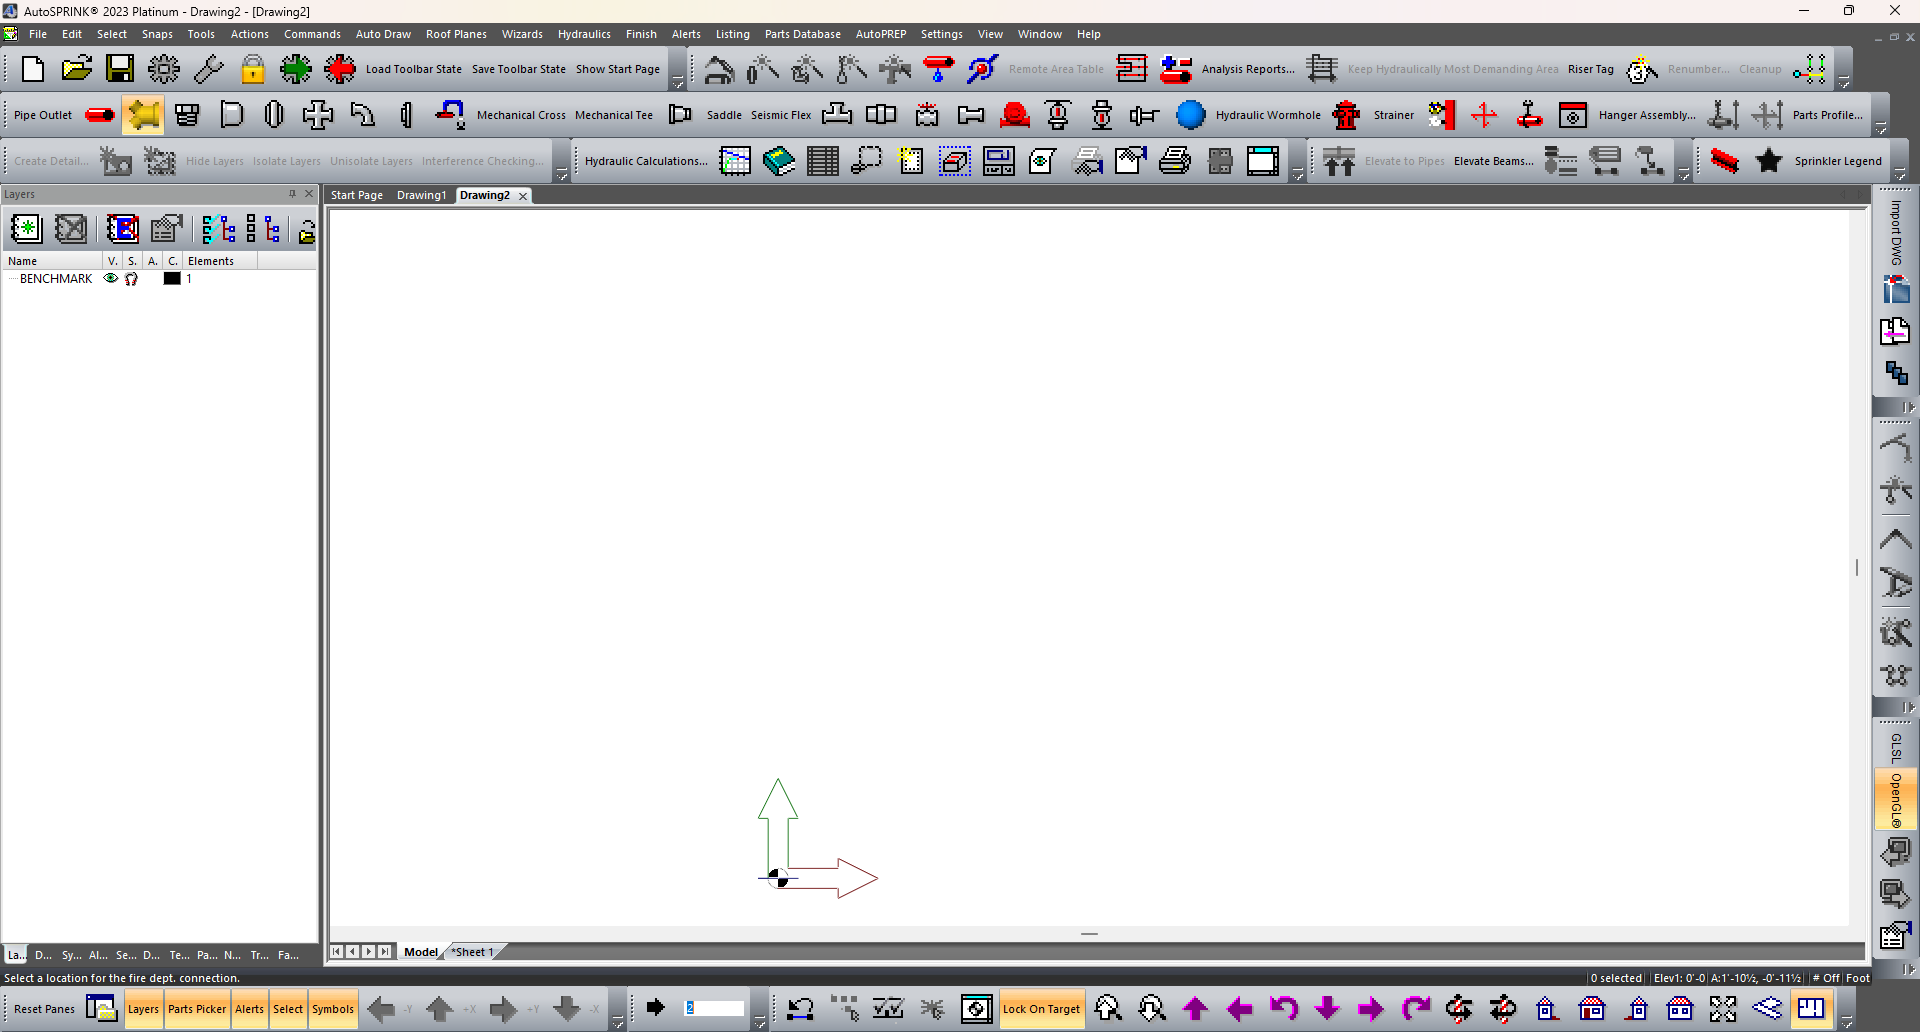 AutoSPRINK® 2023 Platinum - Drawing2 - [Drawing2]
File Edit Select Snaps Tools Actions Commands Auto Draw Roof Planes Wizards Hydraulics Finish Alerts Listing Parts Database AutoPREP Settings View Window Help
Load Toolbar State Save Toolbar State Show Start Page Remote Area Table Analysis Reports... Keep Hydraulically Most Demanding Area Riser Tag Renumber... Cleanup
Pipe Outlet Mechanical Cross Mechanical Tee Saddle Seismic Flex Hydraulic Wormhole Strainer Hanger Assembly... Parts Profile...
Create Detail... Hide Layers Isolate Layers Unisolate Layers Interference Checking... Hydraulic Calculations... Elevate to Pipes Elevate Beams... Sprinkler Legend
Layers
Start Page Drawing1 Drawing2
Name V. S. A. C. Elements
BENCHMARK 1
Import DWG
GLSL
OpenGL®
Model *Sheet 1
La... D... Sy... Al... Se... D... Te... Pa... N... Tr... Fa...
Select a location for the fire dept. connection.
0 selected Elev1: 0'-0 A:1'-10½, -0'-11½ # Off Foot
Reset Panes Layers Parts Picker Alerts Select Symbols -Y +X +Y -X 2 Lock On Target